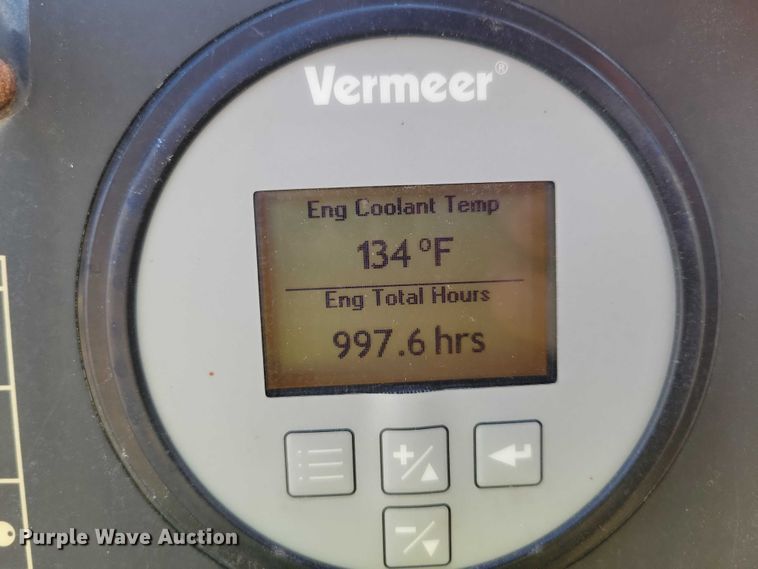 Vermeer®
Eng Coolant Temp
134 °F
Eng Total Hours
997.6 hrs
+/▲
-/▼
Purple Wave Auction